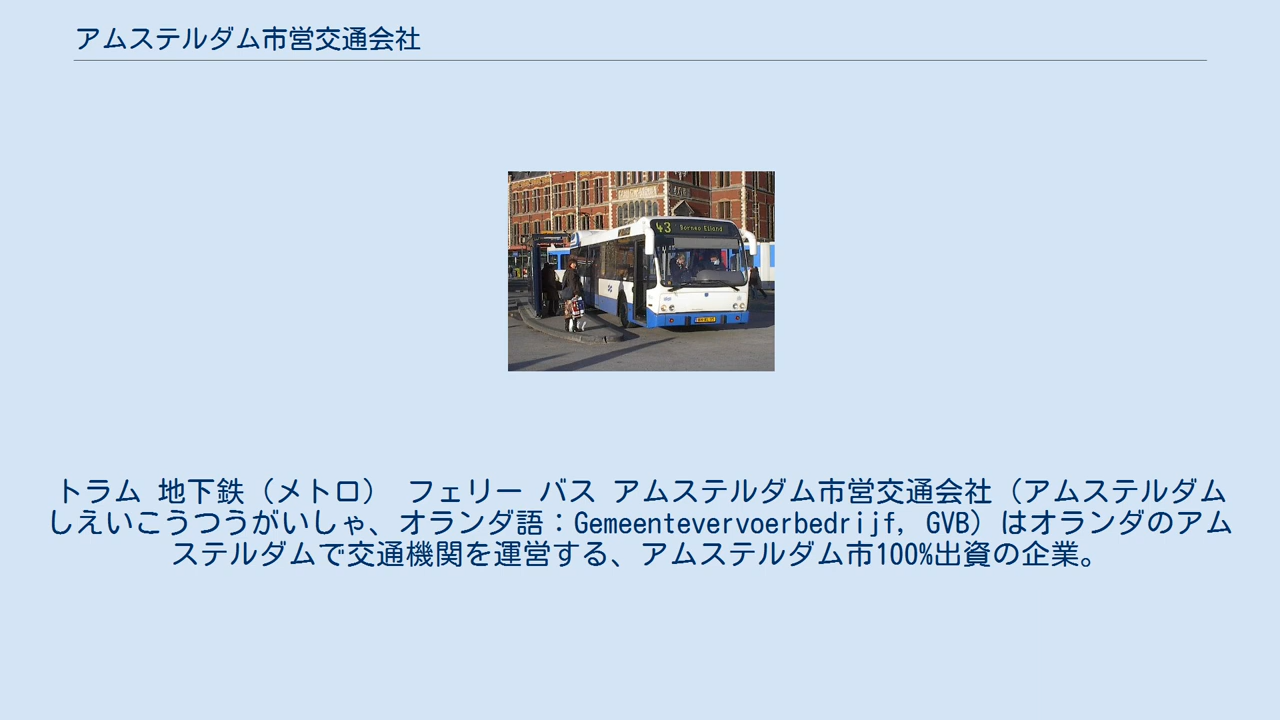 アムステルダム市営交通会社
43 Borneo Eiland
トラム 地下鉄（メトロ） フェリー バス アムステルダム市営交通会社（アムステルダム
しえいこうつうがいしゃ、オランダ語：Gemeentevervoerbedrijf, GVB）はオランダのアム
ステルダムで交通機関を運営する、アムステルダム市100%出資の企業。